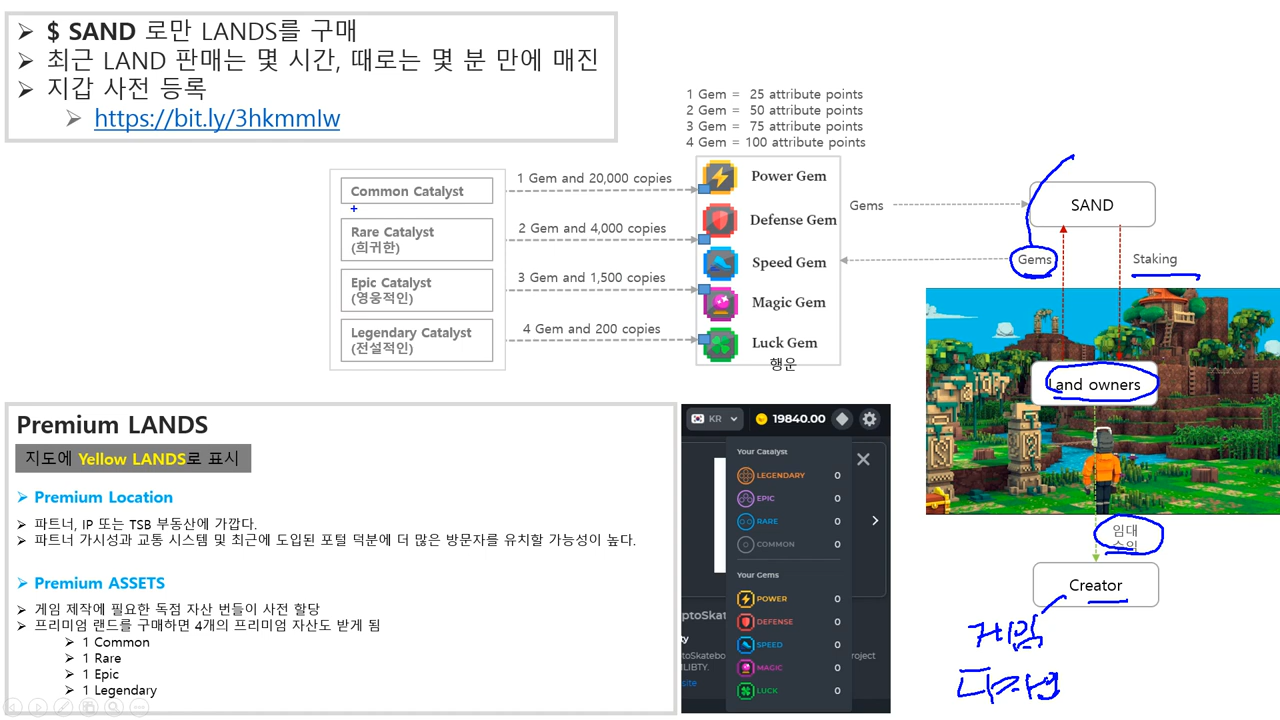 $ SAND 로만 LANDS를 구매
최근 LAND 판매는 몇 시간, 때로는 몇 분 만에 매진
지갑 사전 등록
https://bit.ly/3hkmmlw
1 Gem = 25 attribute points
2 Gem = 50 attribute points
3 Gem = 75 attribute points
4 Gem = 100 attribute points
Common Catalyst
Rare Catalyst
(희귀한)
Epic Catalyst
(영웅적인)
Legendary Catalyst
(전설적인)
1 Gem and 20,000 copies
2 Gem and 4,000 copies
3 Gem and 1,500 copies
4 Gem and 200 copies
Power Gem
Defense Gem
Speed Gem
Magic Gem
Luck Gem
행운
Gems
SAND
Gems
Staking
Land owners
임대
수익
Creator
게임
디자인
Premium LANDS
지도에 Yellow LANDS로 표시
Premium Location
파트너, IP 또는 TSB 부동산에 가깝다.
파트너 가시성과 교통 시스템 및 최근에 도입된 포털 덕분에 더 많은 방문자를 유치할 가능성이 높다.
Premium ASSETS
게임 제작에 필요한 독점 자산 번들이 사전 할당
프리미엄 랜드를 구매하면 4개의 프리미엄 자산도 받게 됨
1 Common
1 Rare
1 Epic
1 Legendary
KR 19840.00
Your Catalyst
LEGENDARY 0
EPIC 0
RARE 0
COMMON 0
Your Gems
POWER 0
DEFENSE 0
SPEED 0
MAGIC 0
LUCK 0
ptoSkateb
ty
toSkatebou
LIBTY.
site
project